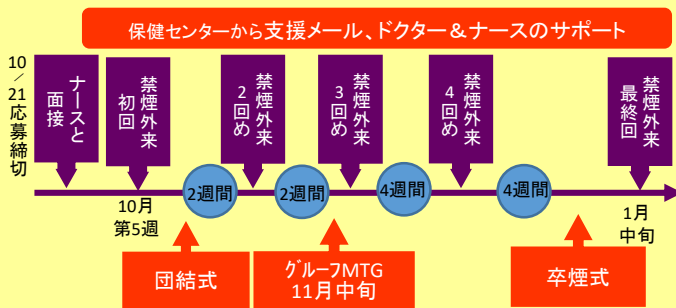 保健センターから支援メール、ドクター＆ナースのサポート
10／21応募締切
ナースと
面接
禁煙外来
初回
禁煙外来
2回め
禁煙外来
3回め
禁煙外来
4回め
禁煙外来
最終回
2週間
2週間
4週間
4週間
10月
第5週
1月
中旬
団結式
グループMTG
11月中旬
卒煙式